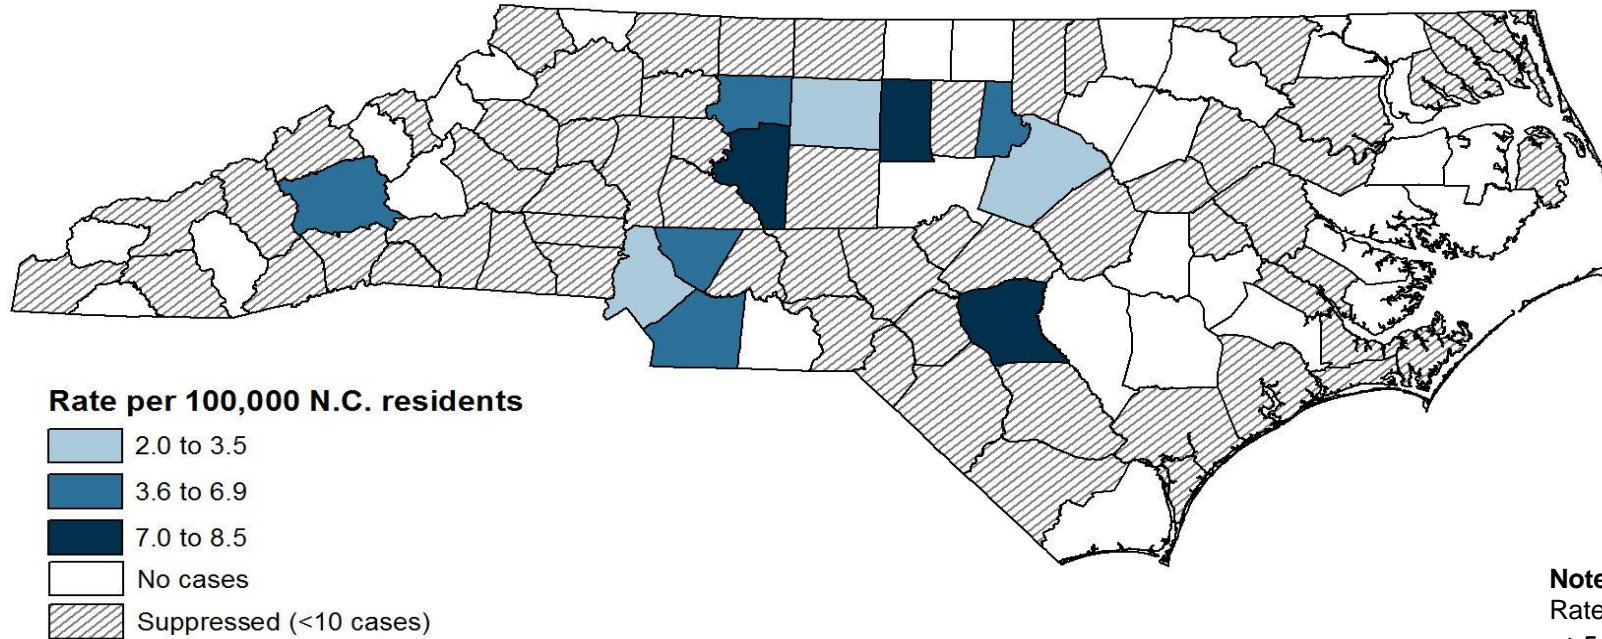 Rate per 100,000 N.C. residents
2.0 to 3.5
3.6 to 6.9
7.0 to 8.5
No cases
Suppressed (<10 cases)
Note
Rate